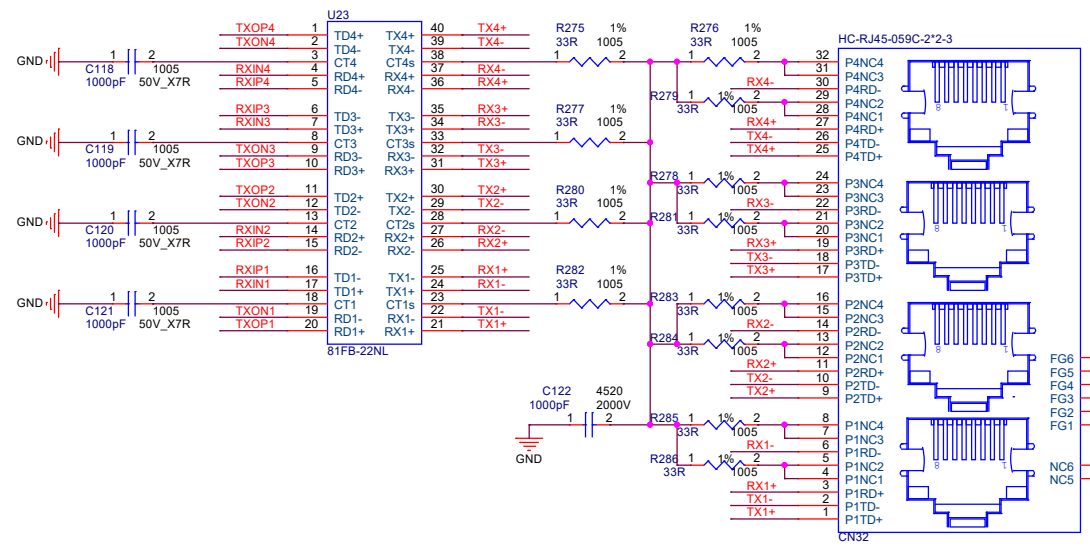 U23
TXOP4 1 TD4+ TX4+ 40 TX4+
TXON4 2 TD4- TX4- 39 TX4-
GND 1 2 3 CT4 CT4s 38
C118 1005
1000pF 50V_X7R
RXIN4 4 RD4+ RX4- 37 RX4-
RXIP4 5 RD4- RX4+ 36 RX4+
RXIP3 6 TD3- TX3- 35 RX3+
RXIN3 7 TD3+ TX3+ 34 RX3-
GND 1 2 8 CT3 CT3s 33
C119 1005
1000pF 50V_X7R
TXON3 9 RD3- RX3- 32 TX3-
TXOP3 10 RD3+ RX3+ 31 TX3+
TXOP2 11 TD2+ TX2+ 30 TX2+
TXON2 12 TD2- TX2- 29 TX2-
GND 1 2 13 CT2 CT2s 28
C120 1005
1000pF 50V_X7R
RXIN2 14 RD2+ RX2- 27 RX2-
RXIP2 15 RD2- RX2+ 26 RX2+
RXIP1 16 TD1- TX1- 25 RX1+
RXIN1 17 TD1+ TX1+ 24 RX1-
GND 1 2 18 CT1 CT1s 23
C121 1005
1000pF 50V_X7R
TXON1 19 RD1- RX1- 22 TX1-
TXOP1 20 RD1+ RX1+ 21 TX1+
81FB-22NL
R275 1%
33R 1005
1 2
R277 1%
33R 1005
1 2
R280 1%
33R 1005
1 2
R282 1%
33R 1005
1 2
C122 4520
1000pF 2000V
1 2
GND
R276 1%
33R 1005
1 2
R279 1 1% 2
33R 1005
R278 1 1% 2
33R 1005
R281 1 1% 2
33R 1005
R283 1 1% 2
33R 1005
R284 1 1% 2
33R 1005
R285 1 1% 2
33R 1005
R286 1 1% 2
33R 1005
HC-RJ45-059C-2*2-3
32 P4NC4
31 P4NC3
RX4- 30 P4RD-
29 P4NC2
28 P4NC1
RX4+ 27 P4RD+
TX4- 26 P4TD-
TX4+ 25 P4TD+
8 1
24 P3NC4
23 P3NC3
RX3- 22 P3RD-
21 P3NC2
20 P3NC1
RX3+ 19 P3RD+
TX3- 18 P3TD-
TX3+ 17 P3TD+
8 1
16 P2NC4
15 P2NC3
RX2- 14 P2RD-
13 P2NC2
12 P2NC1
RX2+ 11 P2RD+
TX2- 10 P2TD-
TX2+ 9 P2TD+
8 1
8 P1NC4
7 P1NC3
RX1- 6 P1RD-
5 P1NC2
4 P1NC1
RX1+ 3 P1RD+
TX1- 2 P1TD-
TX1+ 1 P1TD+
8 1
FG6
FG5
FG4
FG3
FG2
FG1
NC6
NC5
CN32